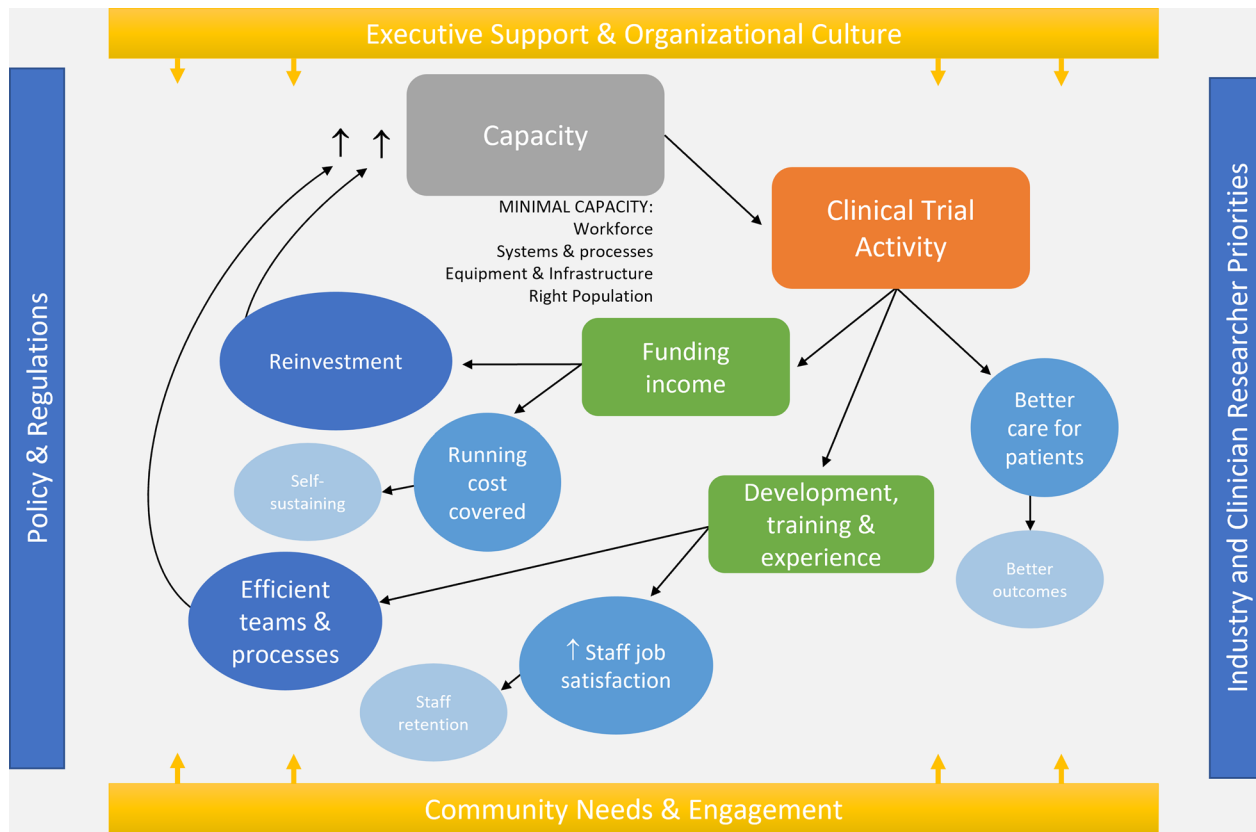 Executive Support & Organizational Culture
Policy & Regulations
Industry and Clinician Researcher Priorities
↑ ↑
Capacity
MINIMAL CAPACITY:
Workforce
Systems & processes
Equipment & Infrastructure
Right Population
Clinical Trial
Activity
Reinvestment
Funding
income
Better
care for
patients
Running
cost
covered
Self-
sustaining
Development,
training &
experience
Better
outcomes
Efficient
teams &
processes
↑ Staff job
satisfaction
Staff
retention
Community Needs & Engagement